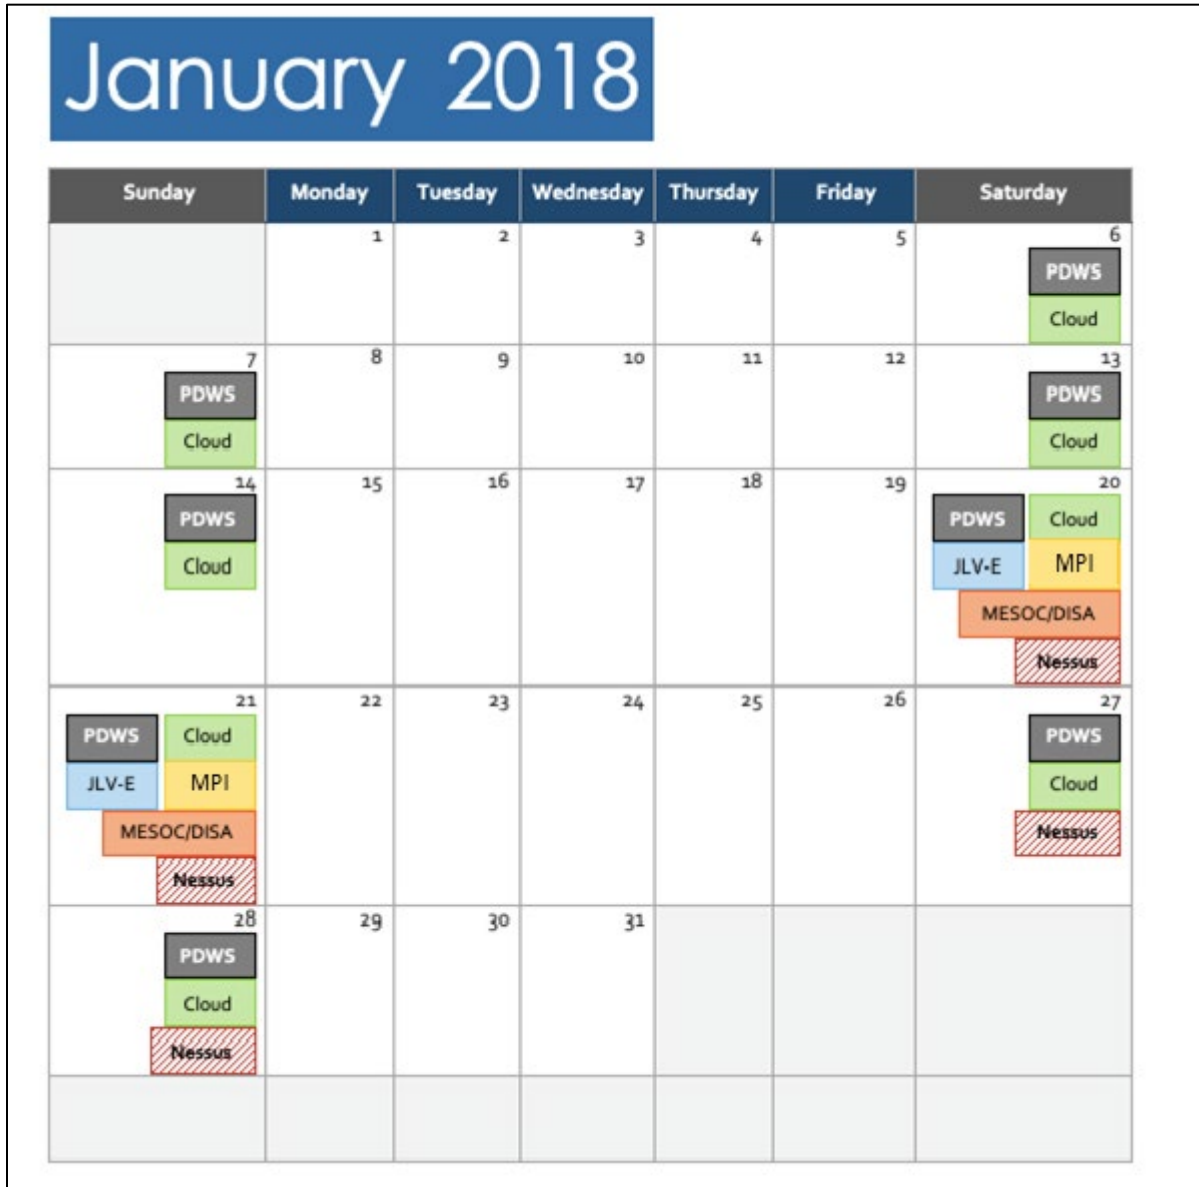 January 2018
Sunday Monday Tuesday Wednesday Thursday Friday Saturday
1 2 3 4 5 6
PDWS
Cloud
7 8 9 10 11 12 13
PDWS PDWS
Cloud Cloud
14 15 16 17 18 19 20
PDWS PDWS Cloud
Cloud JLV-E MPI
MESOC/DISA
Nessus
21 22 23 24 25 26 27
PDWS Cloud PDWS
JLV-E MPI Cloud
MESOC/DISA Nessus
Nessus
28 29 30 31
PDWS
Cloud
Nessus